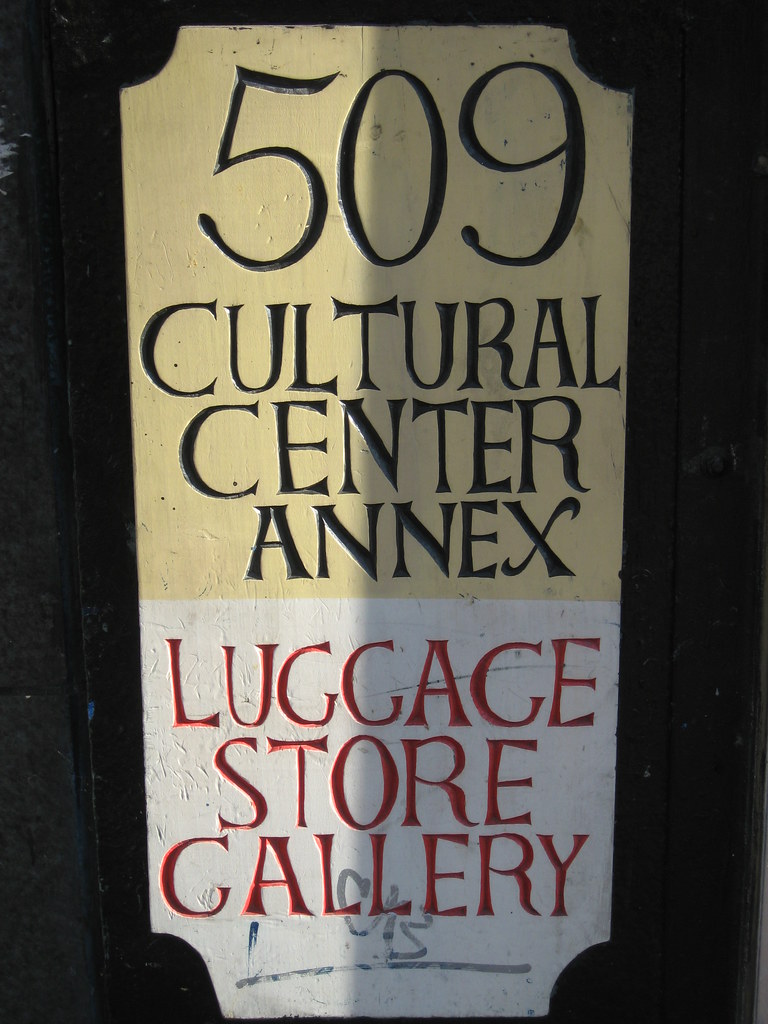 509
CULTURAL
CENTER
ANNEX
LUGGAGE
STORE
GALLERY